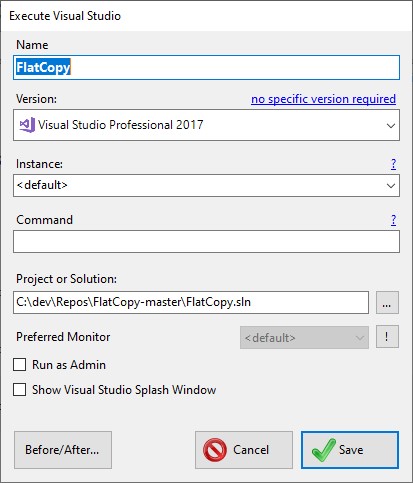 Execute Visual Studio
Name
FlatCopy
Version: no specific version required
Visual Studio Professional 2017
Instance: ?
<default>
Command ?
Project or Solution:
C:\dev\Repos\FlatCopy-master\FlatCopy.sln ...
Preferred Monitor <default> !
Run as Admin
Show Visual Studio Splash Window
Before/After... Cancel Save